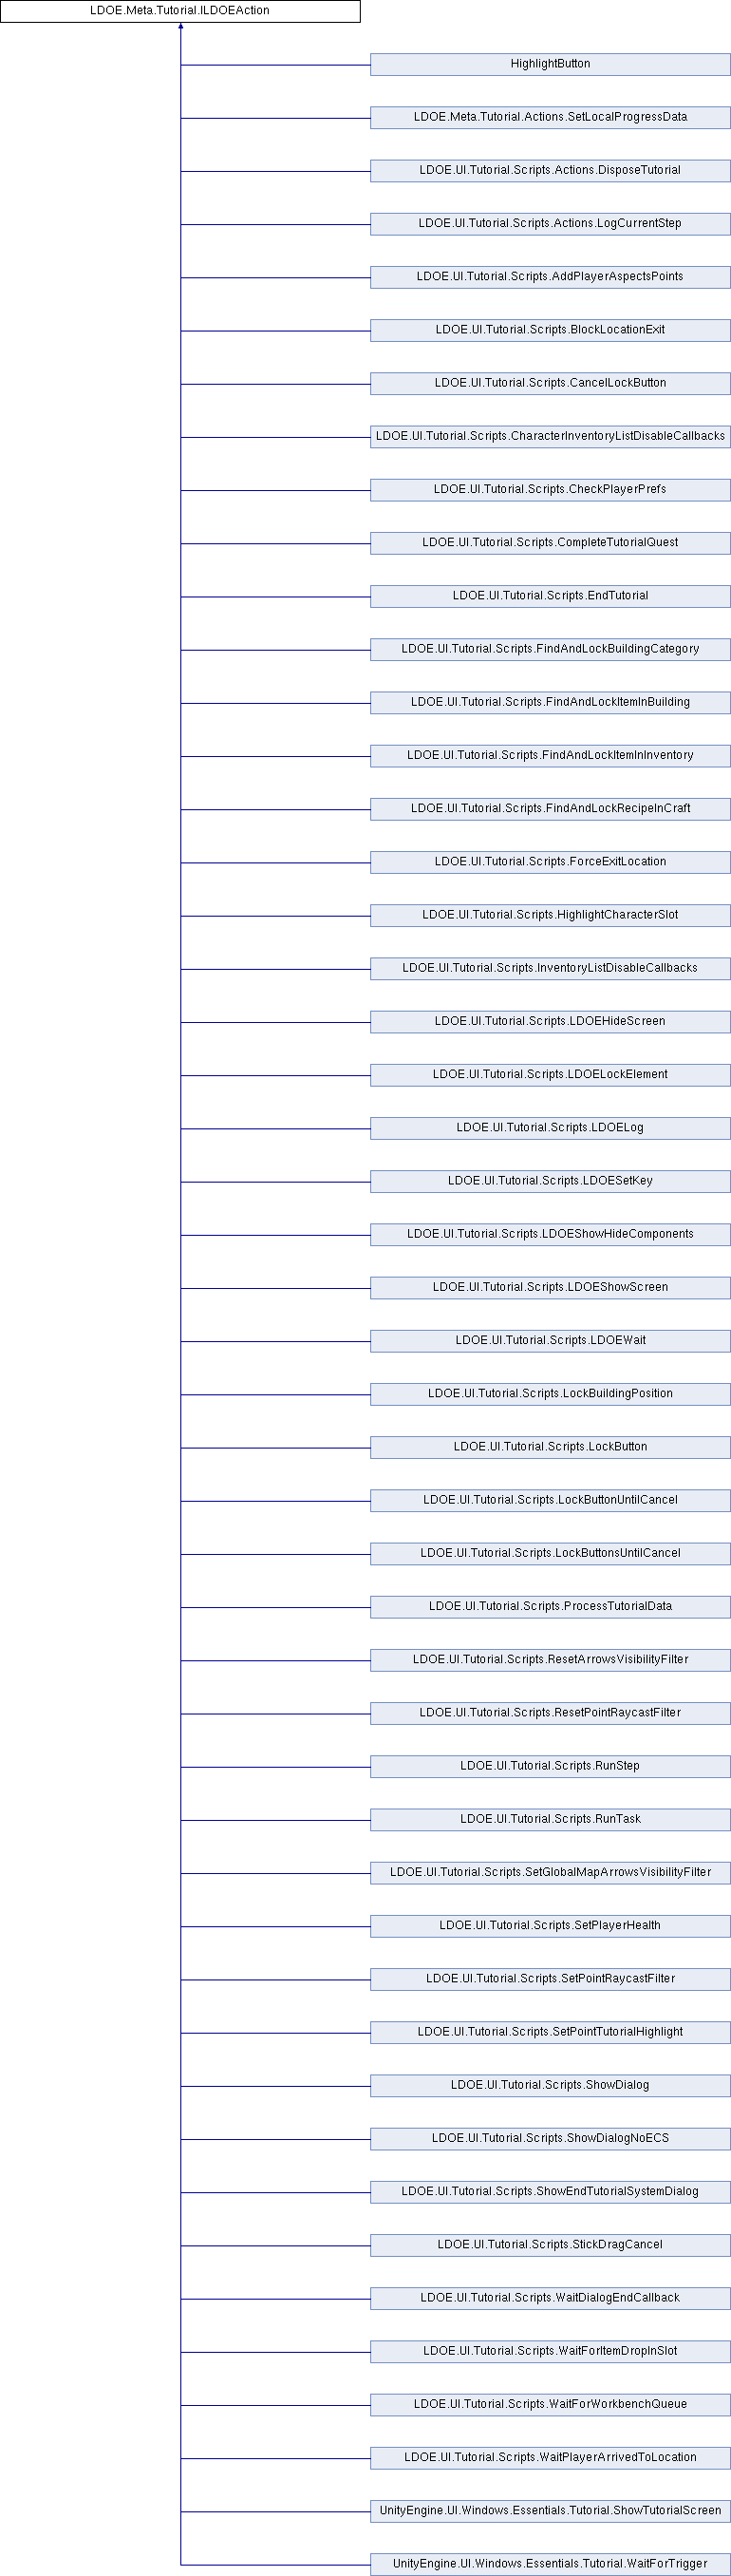 LDOE.Meta.Tutorial.ILDOEAction
HighlightButton
LDOE.Meta.Tutorial.Actions.SetLocalProgressData
LDOE.UI.Tutorial.Scripts.Actions.DisposeTutorial
LDOE.UI.Tutorial.Scripts.Actions.LogCurrentStep
LDOE.UI.Tutorial.Scripts.AddPlayerAspectsPoints
LDOE.UI.Tutorial.Scripts.BlockLocationExit
LDOE.UI.Tutorial.Scripts.CancelLockButton
LDOE.UI.Tutorial.Scripts.CharacterInventoryListDisableCallbacks
LDOE.UI.Tutorial.Scripts.CheckPlayerPrefs
LDOE.UI.Tutorial.Scripts.CompleteTutorialQuest
LDOE.UI.Tutorial.Scripts.EndTutorial
LDOE.UI.Tutorial.Scripts.FindAndLockBuildingCategory
LDOE.UI.Tutorial.Scripts.FindAndLockItemInBuilding
LDOE.UI.Tutorial.Scripts.FindAndLockItemInInventory
LDOE.UI.Tutorial.Scripts.FindAndLockRecipeInCraft
LDOE.UI.Tutorial.Scripts.ForceExitLocation
LDOE.UI.Tutorial.Scripts.HighlightCharacterSlot
LDOE.UI.Tutorial.Scripts.InventoryListDisableCallbacks
LDOE.UI.Tutorial.Scripts.LDOEHideScreen
LDOE.UI.Tutorial.Scripts.LDOELockElement
LDOE.UI.Tutorial.Scripts.LDOELog
LDOE.UI.Tutorial.Scripts.LDOESetKey
LDOE.UI.Tutorial.Scripts.LDOEShowHideComponents
LDOE.UI.Tutorial.Scripts.LDOEShowScreen
LDOE.UI.Tutorial.Scripts.LDOEWait
LDOE.UI.Tutorial.Scripts.LockBuildingPosition
LDOE.UI.Tutorial.Scripts.LockButton
LDOE.UI.Tutorial.Scripts.LockButtonUntilCancel
LDOE.UI.Tutorial.Scripts.LockButtonsUntilCancel
LDOE.UI.Tutorial.Scripts.ProcessTutorialData
LDOE.UI.Tutorial.Scripts.ResetArrowsVisibilityFilter
LDOE.UI.Tutorial.Scripts.ResetPointRaycastFilter
LDOE.UI.Tutorial.Scripts.RunStep
LDOE.UI.Tutorial.Scripts.RunTask
LDOE.UI.Tutorial.Scripts.SetGlobalMapArrowsVisibilityFilter
LDOE.UI.Tutorial.Scripts.SetPlayerHealth
LDOE.UI.Tutorial.Scripts.SetPointRaycastFilter
LDOE.UI.Tutorial.Scripts.SetPointTutorialHighlight
LDOE.UI.Tutorial.Scripts.ShowDialog
LDOE.UI.Tutorial.Scripts.ShowDialogNoECS
LDOE.UI.Tutorial.Scripts.ShowEndTutorialSystemDialog
LDOE.UI.Tutorial.Scripts.StickDragCancel
LDOE.UI.Tutorial.Scripts.WaitDialogEndCallback
LDOE.UI.Tutorial.Scripts.WaitForItemDropInSlot
LDOE.UI.Tutorial.Scripts.WaitForWorkbenchQueue
LDOE.UI.Tutorial.Scripts.WaitPlayerArrivedToLocation
UnityEngine.UI.Windows.Essentials.Tutorial.ShowTutorialScreen
UnityEngine.UI.Windows.Essentials.Tutorial.WaitForTrigger